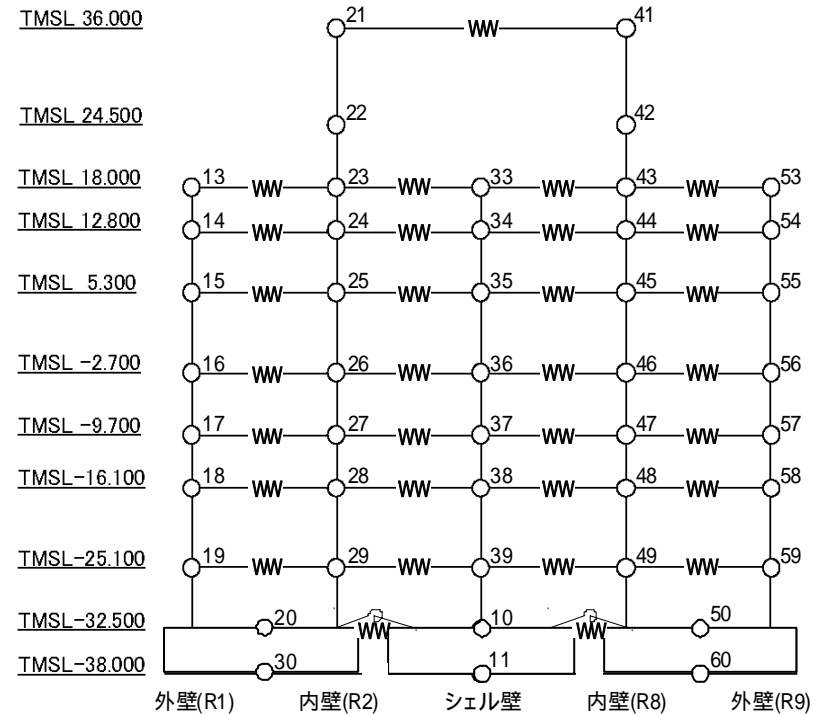 TMSL 36.000 21 41
TMSL 24.500 22 42
TMSL 18.000 13 23 33 43 53
TMSL 12.800 14 24 34 44 54
TMSL 5.300 15 25 35 45 55
TMSL -2.700 16 26 36 46 56
TMSL -9.700 17 27 37 47 57
TMSL-16.100 18 28 38 48 58
TMSL-25.100 19 29 39 49 59
TMSL-32.500 20 10 50
TMSL-38.000 30 11 60
外壁(R1) 内壁(R2) シェル壁 内壁(R8) 外壁(R9)